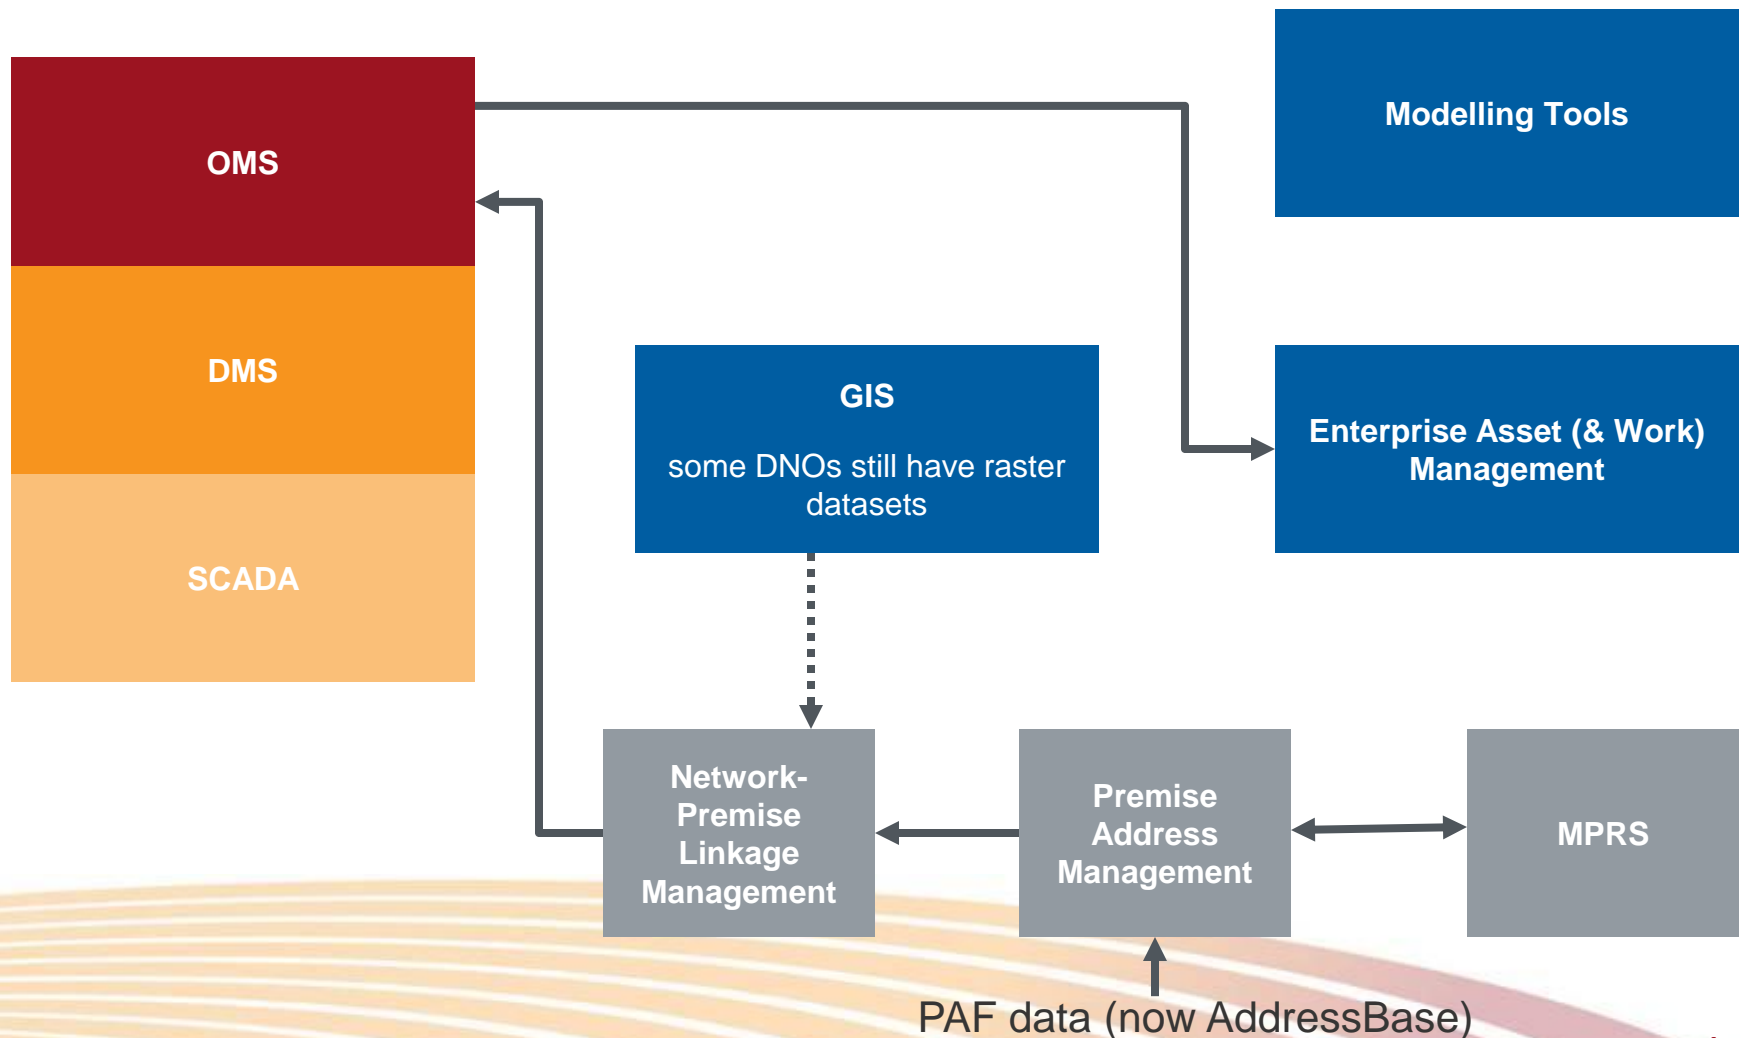 Modelling Tools
OMS
DMS
SCADA
GIS
some DNOs still have raster
datasets
Enterprise Asset (& Work)
Management
Network-
Premise
Linkage
Management
Premise
Address
Management
MPRS
PAF data (now AddressBase)